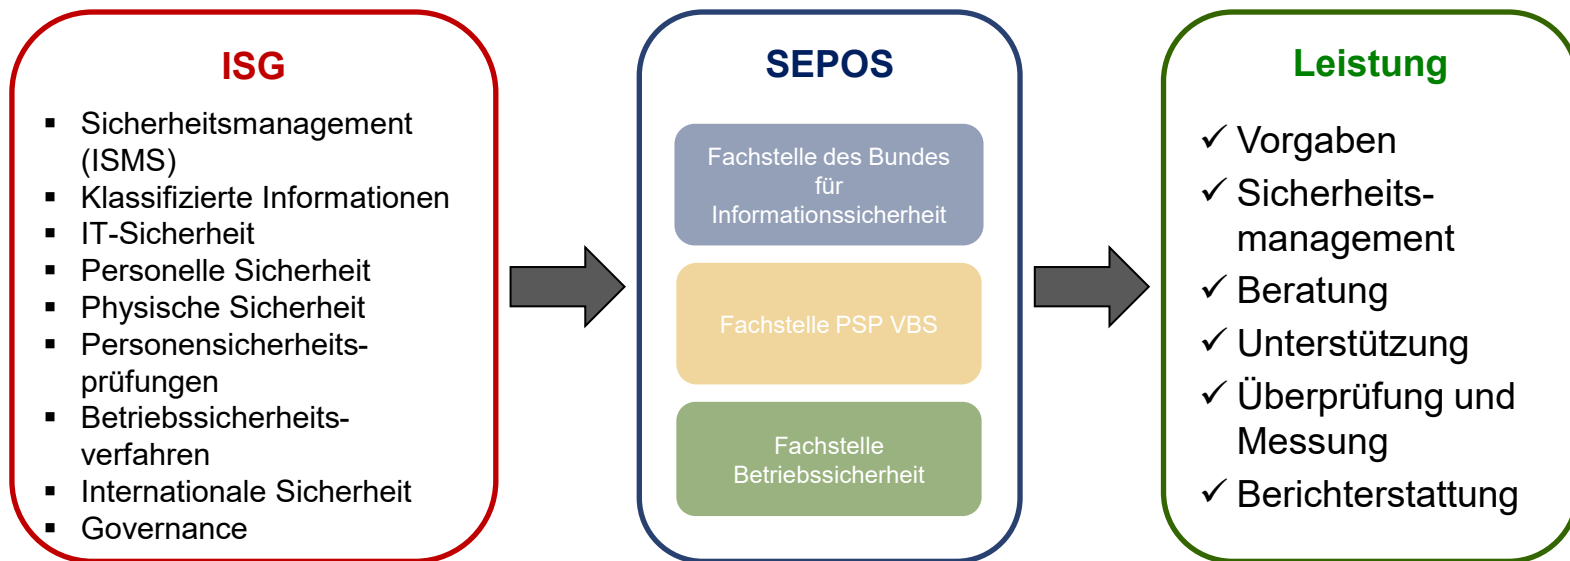 ISG
▪ Sicherheitsmanagement
(ISMS)
▪ Klassifizierte Informationen
▪ IT-Sicherheit
▪ Personelle Sicherheit
▪ Physische Sicherheit
▪ Personensicherheits-
prüfungen
▪ Betriebssicherheits-
verfahren
▪ Internationale Sicherheit
▪ Governance
SEPOS
Fachstelle des Bundes
für
Informationssicherheit
Fachstelle PSP VBS
Fachstelle
Betriebssicherheit
Leistung
✓ Vorgaben
✓ Sicherheits-
management
✓ Beratung
✓ Unterstützung
✓ Überprüfung und
Messung
✓ Berichterstattung